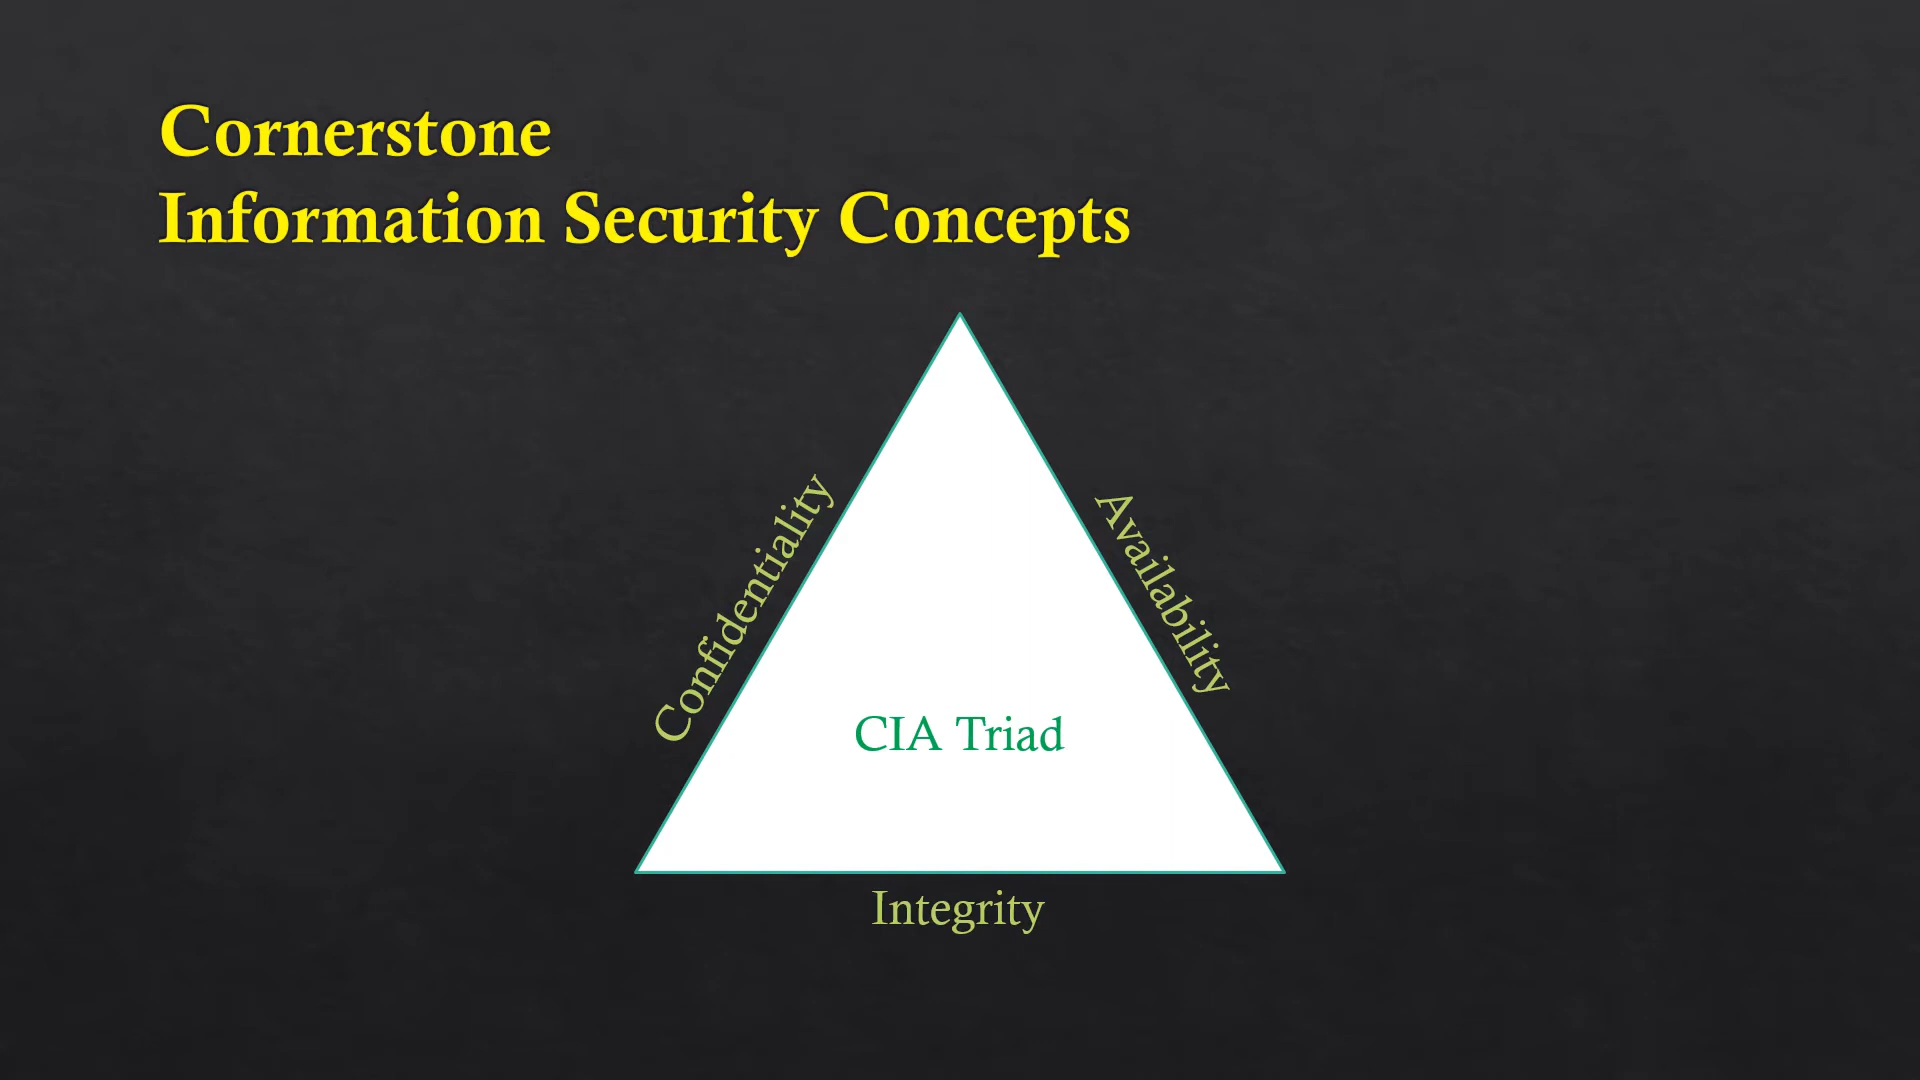 Cornerstone
Information Security Concepts
Confidentiality
Availability
CIA Triad
Integrity